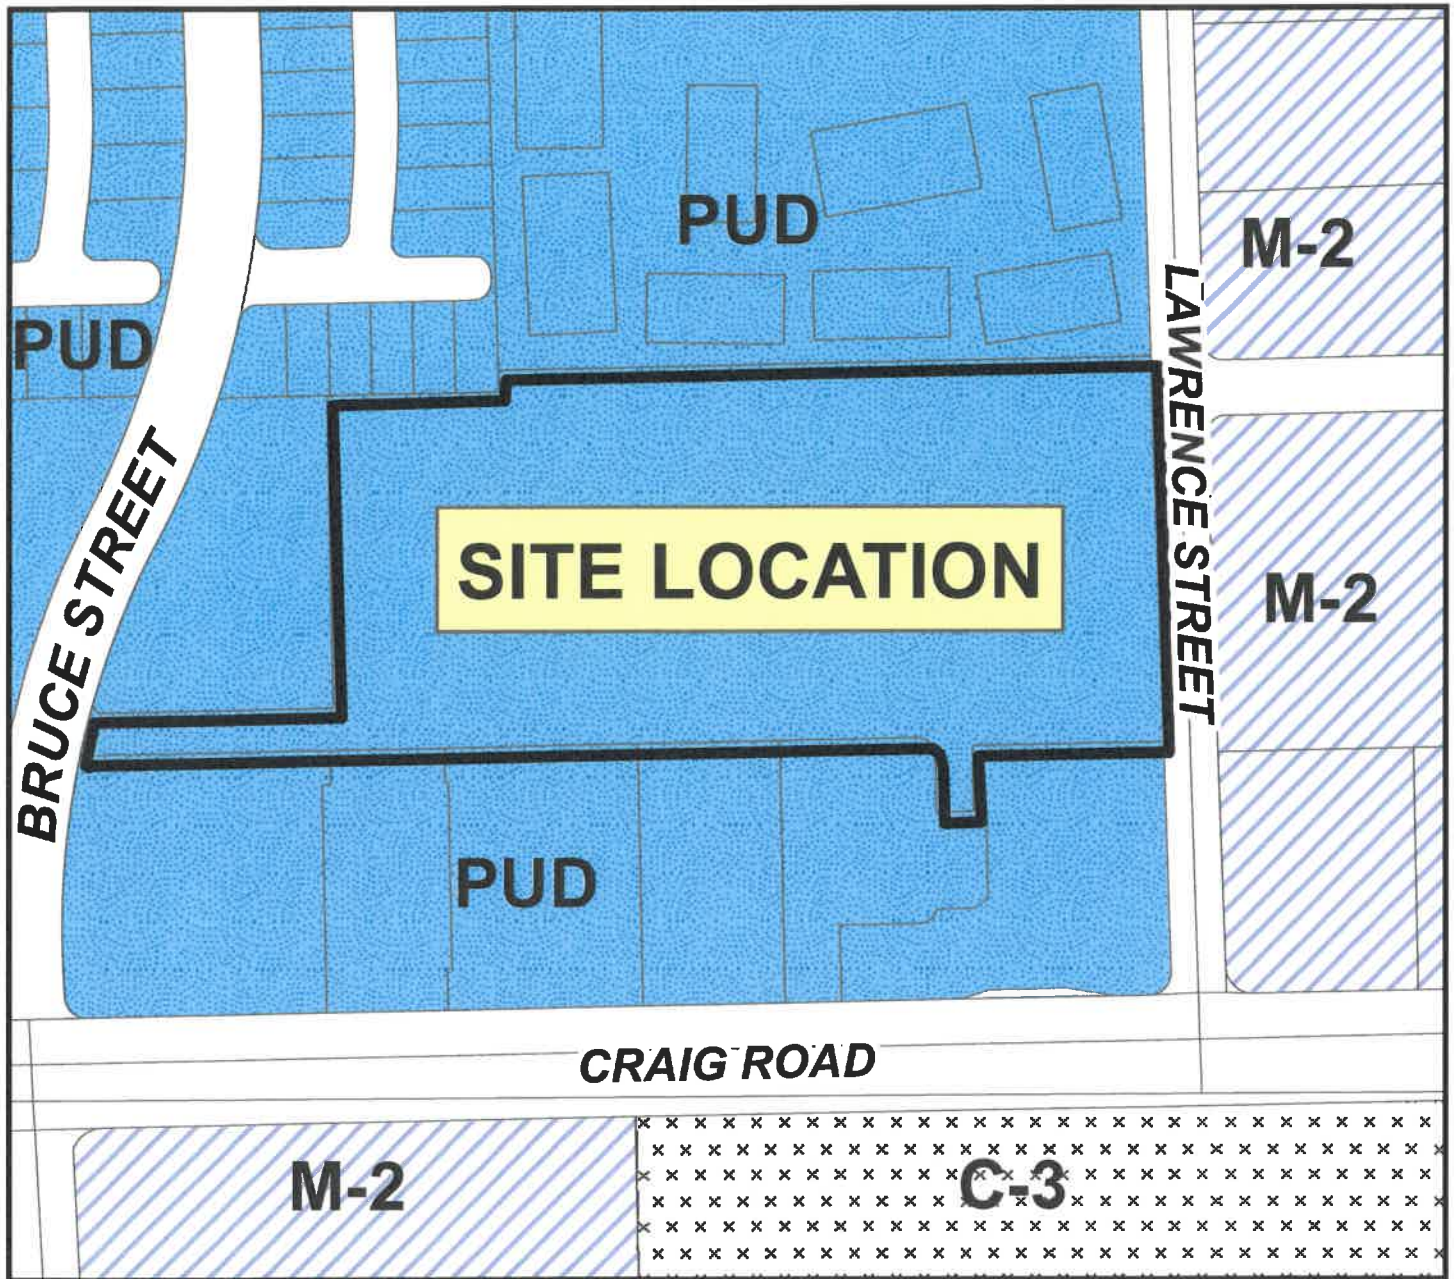 PUD
M-2
PUD
LAWRENCE STREET
BRUCE STREET
SITE LOCATION
M-2
PUD
CRAIG ROAD
M-2
C-3